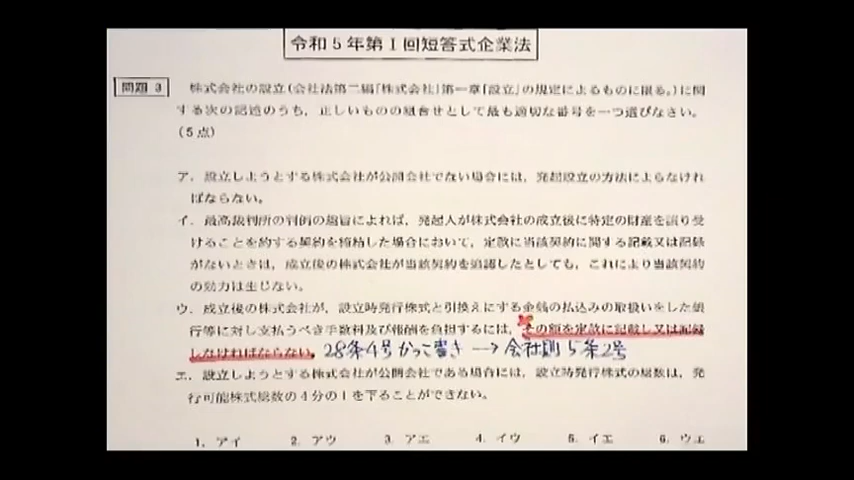 令和5年第Ⅰ回短答式企業法
問題 3 株式会社の設立(会社法第二編「株式会社」第一章「設立」の規定によるものに限る。)に関
する次の記述のうち、正しいものの組合せとして最も適切な番号を一つ選びなさい。
(5点)
ア. 設立しようとする株式会社が公開会社でない場合には、発起設立の方法によらなけれ
ばならない。
イ. 最高裁判所の判例の趣旨によれば、発起人が株式会社の成立後に特定の財産を譲り受
けることを約する契約を締結した場合において、定款に当該契約に関する記載又は記録
がないときは、成立後の株式会社が当該契約を追認したとしても、これにより当該契約
の効力は生じない。
ウ. 成立後の株式会社が、設立時発行株式と引換えにする金銭の払込みの取扱いをした銀
行等に対し支払うべき手数料及び報酬を負担するには、その額を定款に記載し又は記録
しなければならない。 28条4号かっこ書き → 会社則5条2号
エ. 設立しようとする株式会社が公開会社である場合には、設立時発行株式の総数は、発
行可能株式総数の4分の1を下ることができない。
1. アイ 2. アウ 3. アエ 4. イウ 5. イエ 6. ウエ